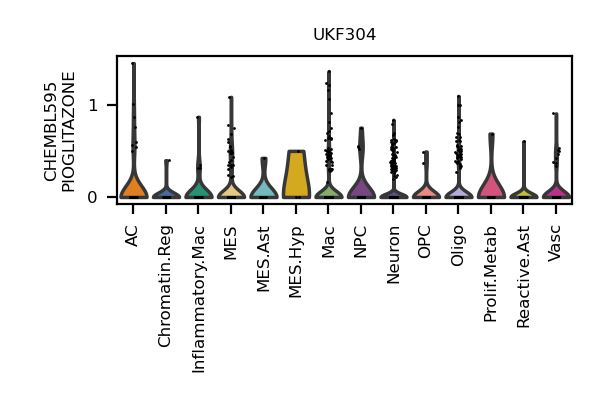 UKF304
CHEMBL595
PIOGLITAZONE
1
0
AC
Chromatin.Reg
Inflammatory.Mac
MES
MES.Ast
MES.Hyp
Mac
NPC
Neuron
OPC
Oligo
Prolif.Metab
Reactive.Ast
Vasc